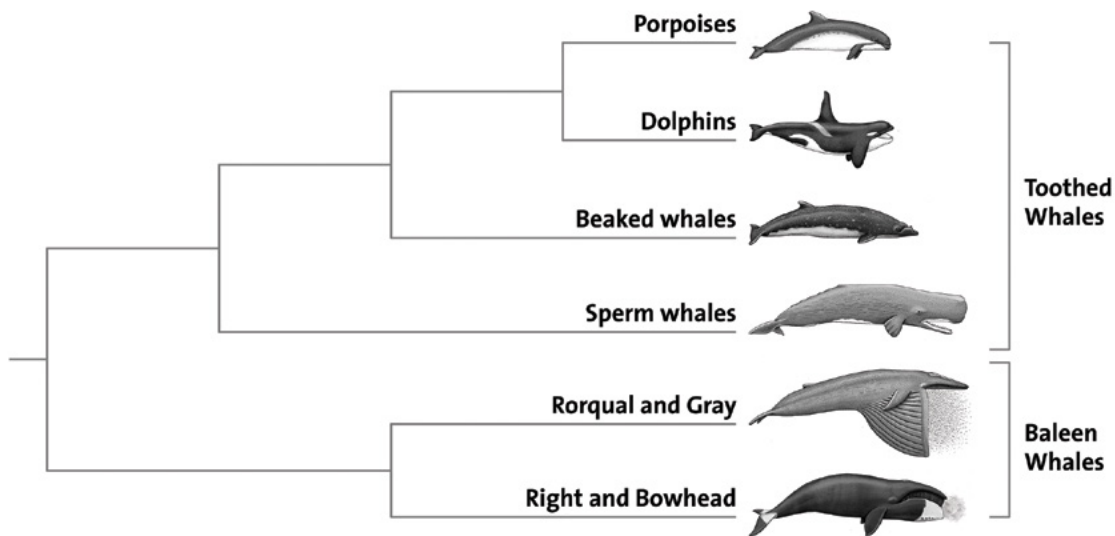 Porpoises
Dolphins
Beaked whales
Sperm whales
Toothed
Whales
Rorqual and Gray
Right and Bowhead
Baleen
Whales